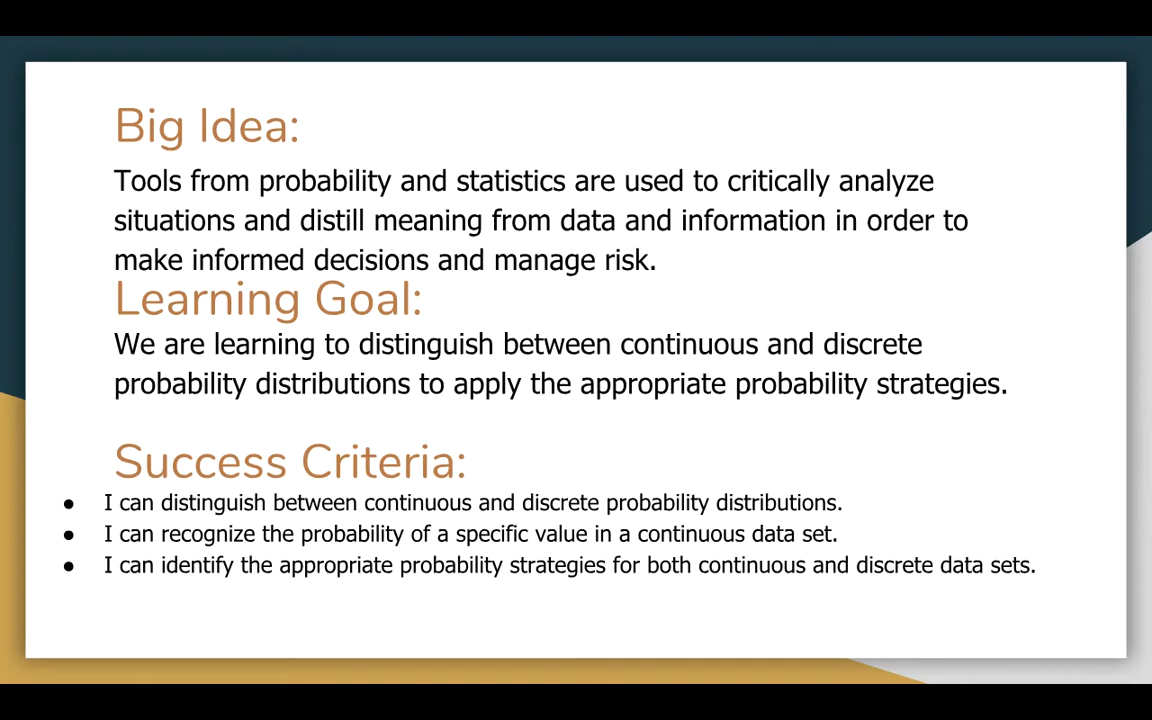 Big Idea:
Tools from probability and statistics are used to critically analyze
situations and distill meaning from data and information in order to
make informed decisions and manage risk.
Learning Goal:
We are learning to distinguish between continuous and discrete
probability distributions to apply the appropriate probability strategies.
Success Criteria:
● I can distinguish between continuous and discrete probability distributions.
● I can recognize the probability of a specific value in a continuous data set.
● I can identify the appropriate probability strategies for both continuous and discrete data sets.